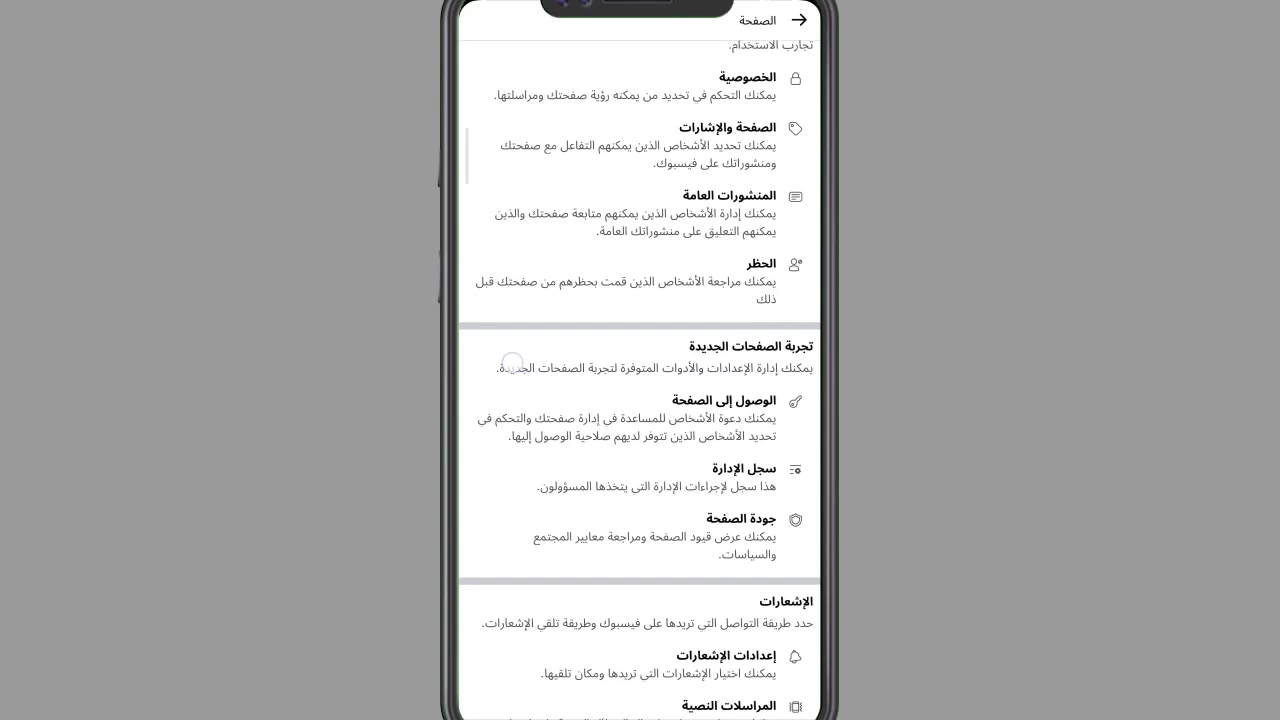 الصفحة
تجارب الاستخدام.
الخصوصية
يمكنك التحكم في تحديد من يمكنه رؤية صفحتك ومراسلتها.
الصفحة والإشارات
يمكنك تحديد الأشخاص الذين يمكنهم التفاعل مع صفحتك
ومنشوراتك على فيسبوك.
المنشورات العامة
يمكنك إدارة الأشخاص الذين يمكنهم متابعة صفحتك والذين
يمكنهم التعليق على منشوراتك العامة.
الحظر
يمكنك مراجعة الأشخاص الذين قمت بحظرهم من صفحتك قبل
ذلك
تجربة الصفحات الجديدة
يمكنك إدارة الإعدادات والأدوات المتوفرة لتجربة الصفحات الجديدة.
الوصول إلى الصفحة
يمكنك دعوة الأشخاص للمساعدة في إدارة صفحتك والتحكم في
تحديد الأشخاص الذين تتوفر لديهم صلاحية الوصول إليها.
سجل الإدارة
هذا سجل لإجراءات الإدارة التي يتخذها المسؤولون.
جودة الصفحة
يمكنك عرض قيود الصفحة ومراجعة معايير المجتمع
والسياسات.
الإشعارات
حدد طريقة التواصل التي تريدها على فيسبوك وطريقة تلقي الإشعارات.
إعدادات الإشعارات
يمكنك اختيار الإشعارات التي تريدها ومكان تلقيها.
المراسلات النصية